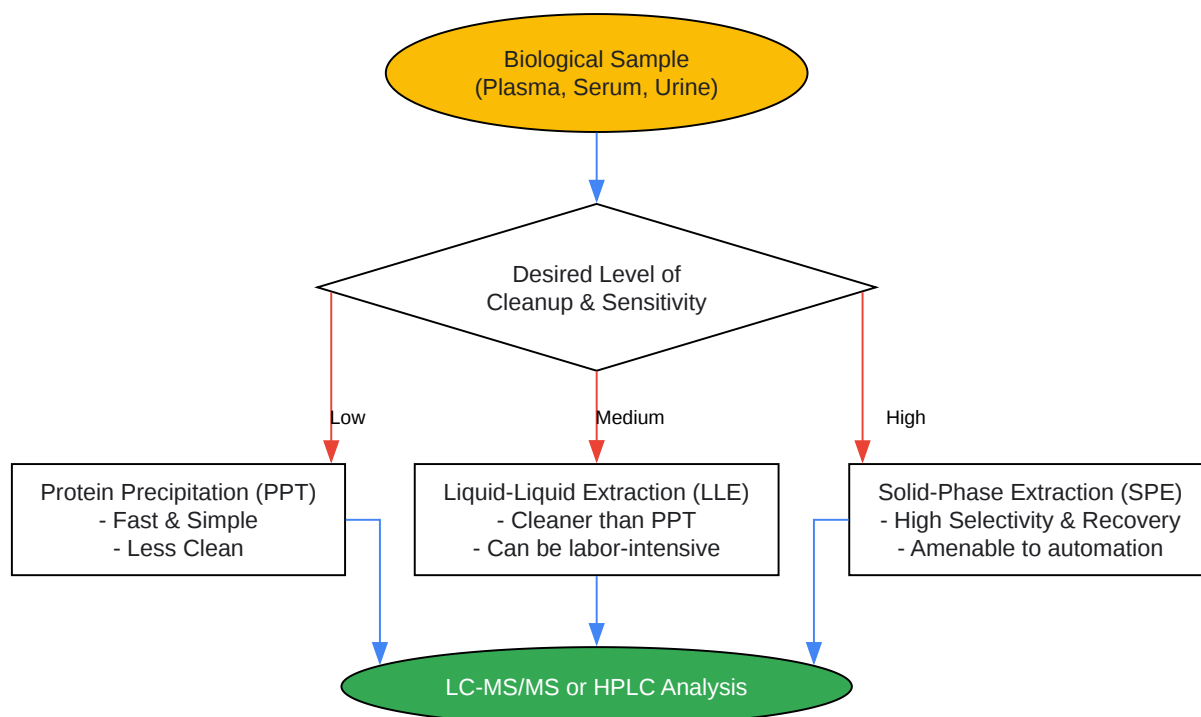 Biological Sample
(Plasma, Serum, Urine)
Desired Level of
Cleanup & Sensitivity
Low
Medium
High
Protein Precipitation (PPT)
- Fast & Simple
- Less Clean
Liquid-Liquid Extraction (LLE)
- Cleaner than PPT
- Can be labor-intensive
Solid-Phase Extraction (SPE)
- High Selectivity & Recovery
- Amenable to automation
LC-MS/MS or HPLC Analysis